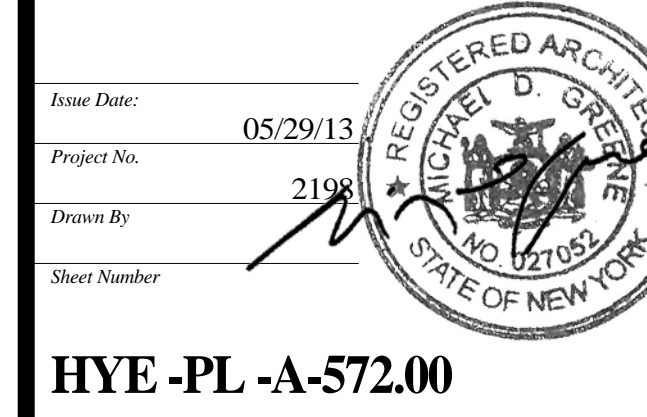 Issue Date:
05/29/13
Project No.
2198
Drawn By
Sheet Number
HYE -PL -A-572.00
REGISTERED ARCHITE
MICHAEL D. GREENE
NO. 027052
STATE OF NEW YORK